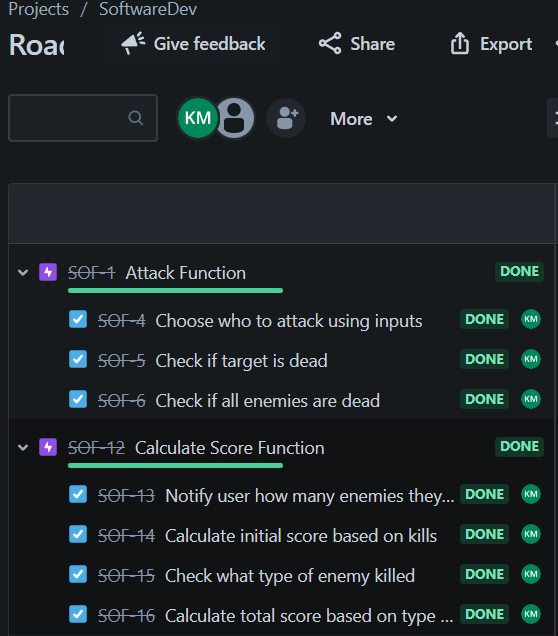 Projects / SoftwareDev
Road
Give feedback
Share
Export
KM
More
SOF-1 Attack Function DONE
SOF-4 Choose who to attack using inputs DONE KM
SOF-5 Check if target is dead DONE KM
SOF-6 Check if all enemies are dead DONE KM
SOF-12 Calculate Score Function DONE
SOF-13 Notify user how many enemies they... DONE KM
SOF-14 Calculate initial score based on kills DONE KM
SOF-15 Check what type of enemy killed DONE KM
SOF-16 Calculate total score based on type ... DONE KM